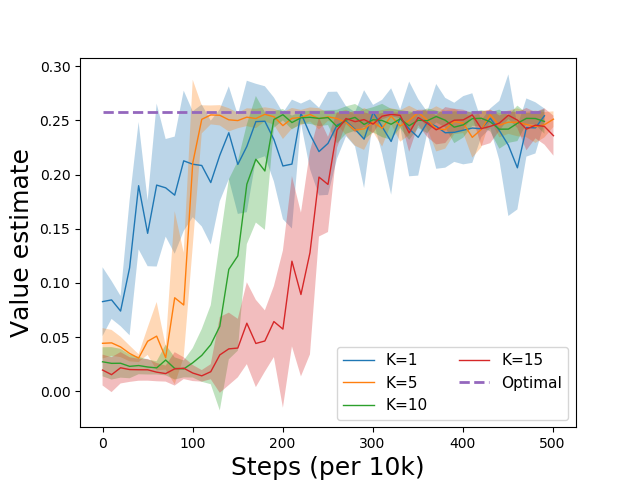 Value estimate
0.30
0.25
0.20
0.15
0.10
0.05
0.00
K=1
K=5
K=10
K=15
Optimal
0 100 200 300 400 500
Steps (per 10k)